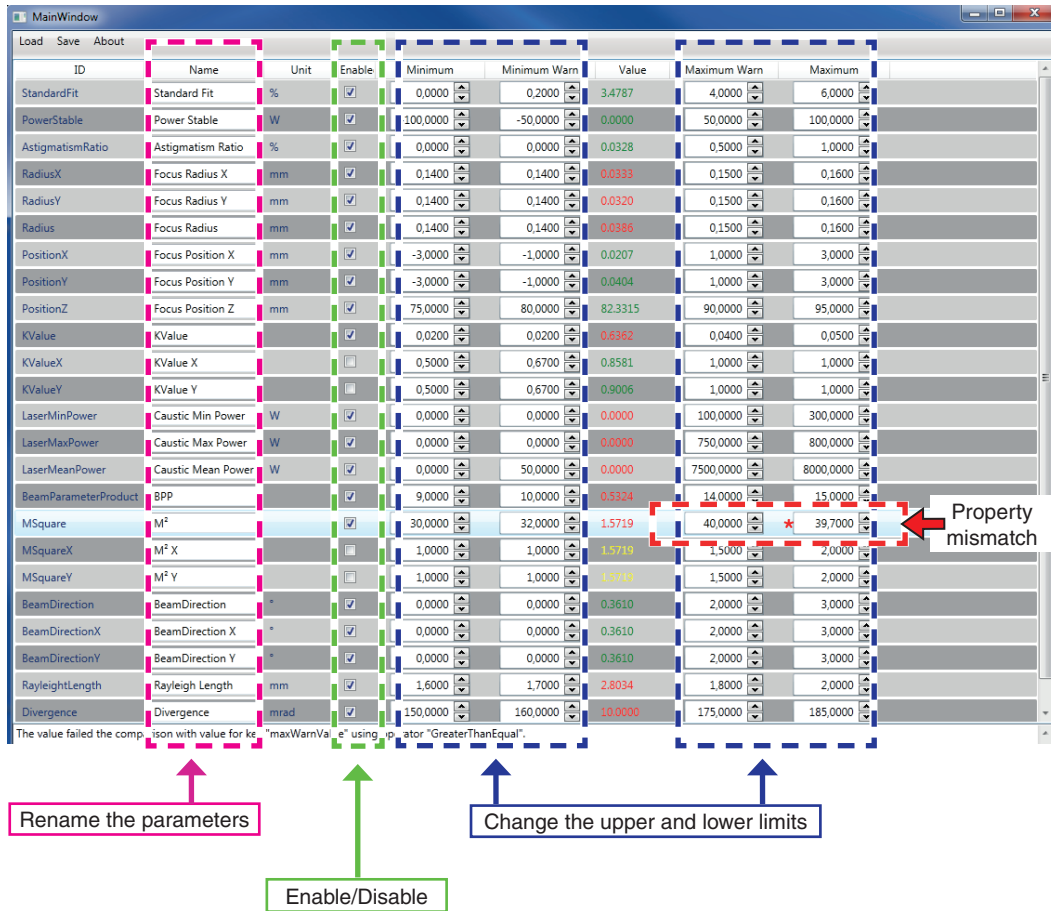 MainWindow
Load Save About
ID Name Unit Enable Minimum Minimum Warn Value Maximum Warn Maximum
StandardFit Standard Fit % 0,0000 0,2000 3.4787 4,0000 6,0000
PowerStable Power Stable W 100,0000 -50,0000 0.0000 50,0000 100,0000
AstigmatismRatio Astigmatism Ratio % 0,0000 0,0000 0.0328 0,5000 1,0000
RadiusX Focus Radius X mm 0,1400 0,1400 0.0333 0,1500 0,1600
RadiusY Focus Radius Y mm 0,1400 0,1400 0.0320 0,1500 0,1600
Radius Focus Radius mm 0,1400 0,1400 0.0386 0,1500 0,1600
PositionX Focus Position X mm -3,0000 -1,0000 0.0207 1,0000 3,0000
PositionY Focus Position Y mm -3,0000 -1,0000 0.0404 1,0000 3,0000
PositionZ Focus Position Z mm 75,0000 80,0000 82.3315 90,0000 95,0000
KValue KValue 0,0200 0,0200 0.6362 0,0400 0,0500
KValueX KValue X 0,5000 0,6700 0.8581 1,0000 1,0000
KValueY KValue Y 0,5000 0,6700 0.9006 1,0000 1,0000
LaserMinPower Caustic Min Power W 0,0000 0,0000 0.0000 100,0000 300,0000
LaserMaxPower Caustic Max Power W 0,0000 0,0000 0.0000 750,0000 800,0000
LaserMeanPower Caustic Mean Power W 0,0000 50,0000 0.0000 7500,0000 8000,0000
BeamParameterProduct BPP 9,0000 10,0000 0.5324 14,0000 15,0000
MSquare M² 30,0000 32,0000 1.5719 40,0000 * 39,7000
Property mismatch
MSquareX M² X 1,0000 1,0000 1.5719 1,5000 2,0000
MSquareY M² Y 1,0000 1,0000 1.5719 1,5000 2,0000
BeamDirection BeamDirection ° 0,0000 0,0000 0.3610 2,0000 3,0000
BeamDirectionX BeamDirection X ° 0,0000 0,0000 0.3610 2,0000 3,0000
BeamDirectionY BeamDirection Y ° 0,0000 0,0000 0.3610 2,0000 3,0000
RayleightLength Rayleigh Length mm 1,6000 1,7000 2.8034 1,8000 2,0000
Divergence Divergence mrad 150,0000 160,0000 10.0000 175,0000 185,0000
The value failed the comparison with value for key "maxWarnValue" using operator "GreaterThanEqual".
Rename the parameters
Change the upper and lower limits
Enable/Disable